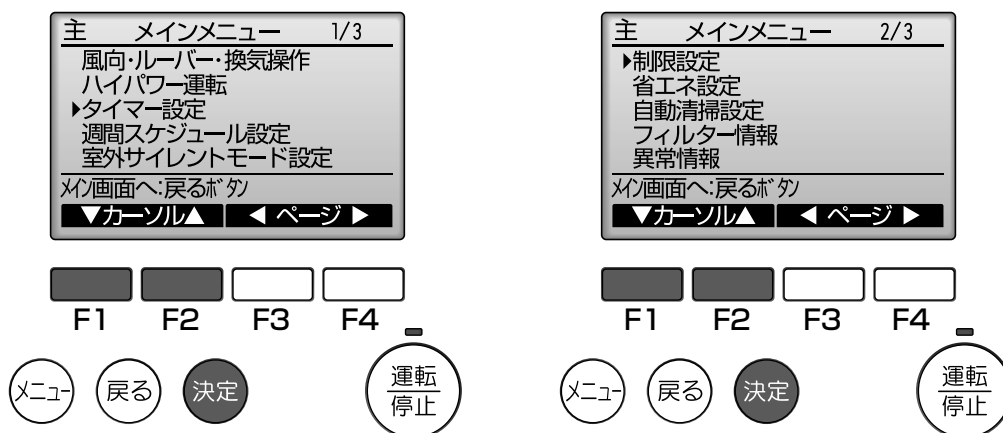 主 メインメニュー 1/3
風向・ルーバー・換気操作
ハイパワー運転
▶タイマー設定
週間スケジュール設定
室外サイレントモード設定
メイン画面へ:戻るボタン
▼カーソル▲ ◀ ページ ▶
F1 F2 F3 F4
メニュー 戻る 決定 運転
停止
主 メインメニュー 2/3
▶制限設定
省エネ設定
自動清掃設定
フィルター情報
異常情報
メイン画面へ:戻るボタン
▼カーソル▲ ◀ ページ ▶
F1 F2 F3 F4
メニュー 戻る 決定 運転
停止